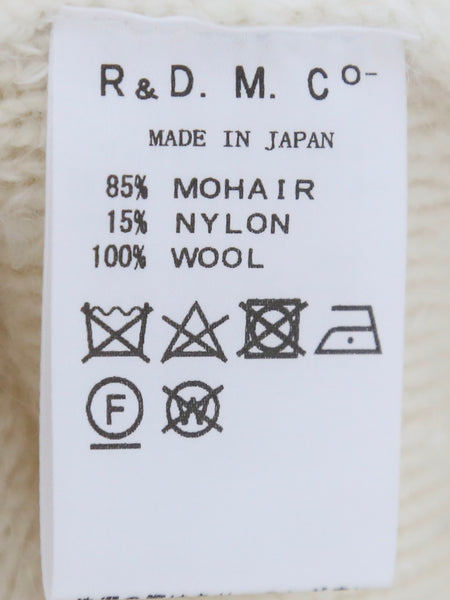 R & D. M. Co-
MADE IN JAPAN
85% MOHAIR
15% NYLON
100% WOOL
F W